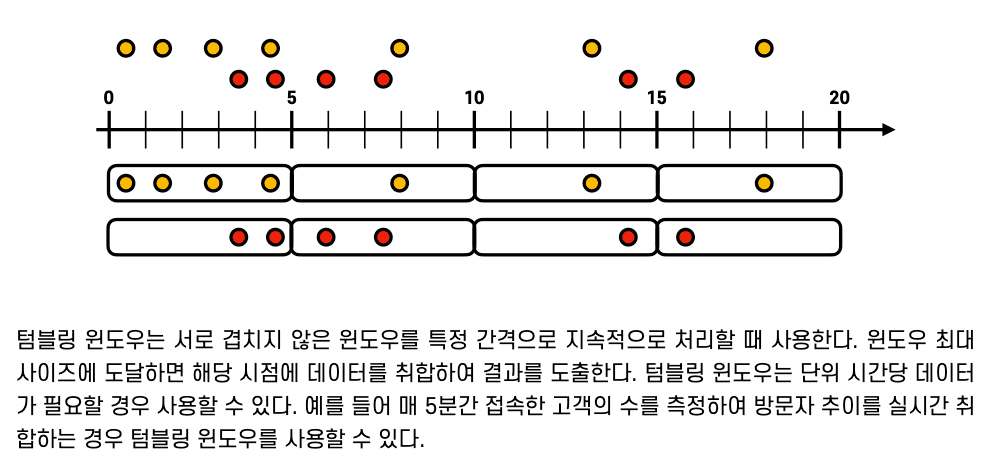 0 5 10 15 20
텀블링 윈도우는 서로 겹치지 않은 윈도우를 특정 간격으로 지속적으로 처리할 때 사용한다. 윈도우 최대
사이즈에 도달하면 해당 시점에 데이터를 취합하여 결과를 도출한다. 텀블링 윈도우는 단위 시간당 데이터
가 필요할 경우 사용할 수 있다. 예를 들어 매 5분간 접속한 고객의 수를 측정하여 방문자 추이를 실시간 취
합하는 경우 텀블링 윈도우를 사용할 수 있다.